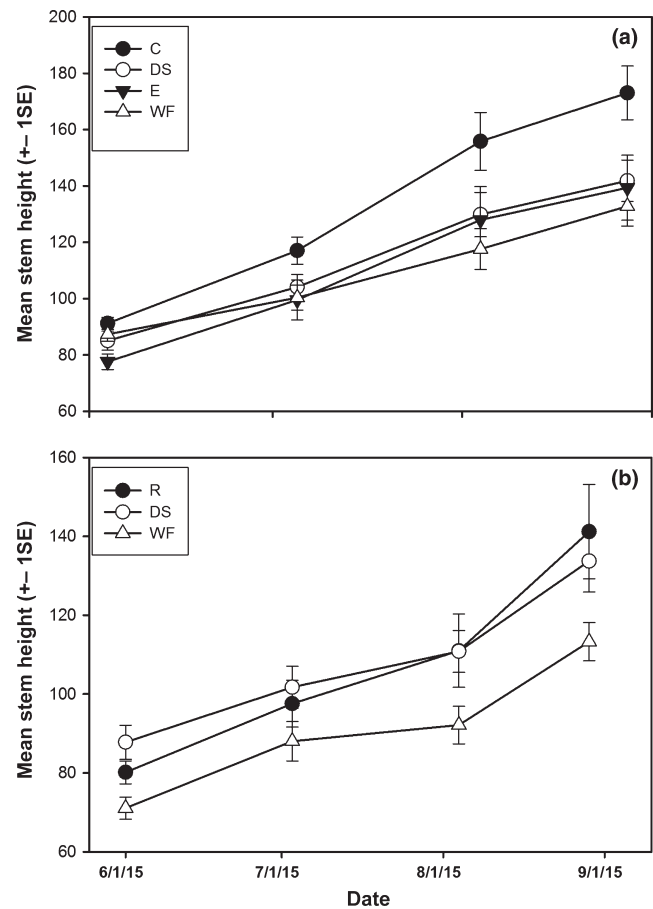 200
180
160
140
120
100
80
60
Mean stem height (+– 1SE)
C
DS
E
WF
(a)
160
140
120
100
80
60
Mean stem height (+– 1SE)
R
DS
WF
(b)
6/1/15 7/1/15 8/1/15 9/1/15
Date